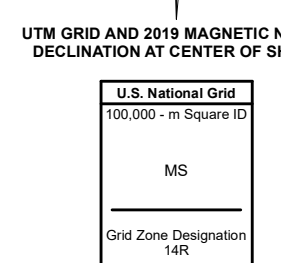 UTM GRID AND 2019 MAGNETIC
DECLINATION AT CENTER OF
U.S. National Grid
100,000 - m Square ID
MS
Grid Zone Designation
14R